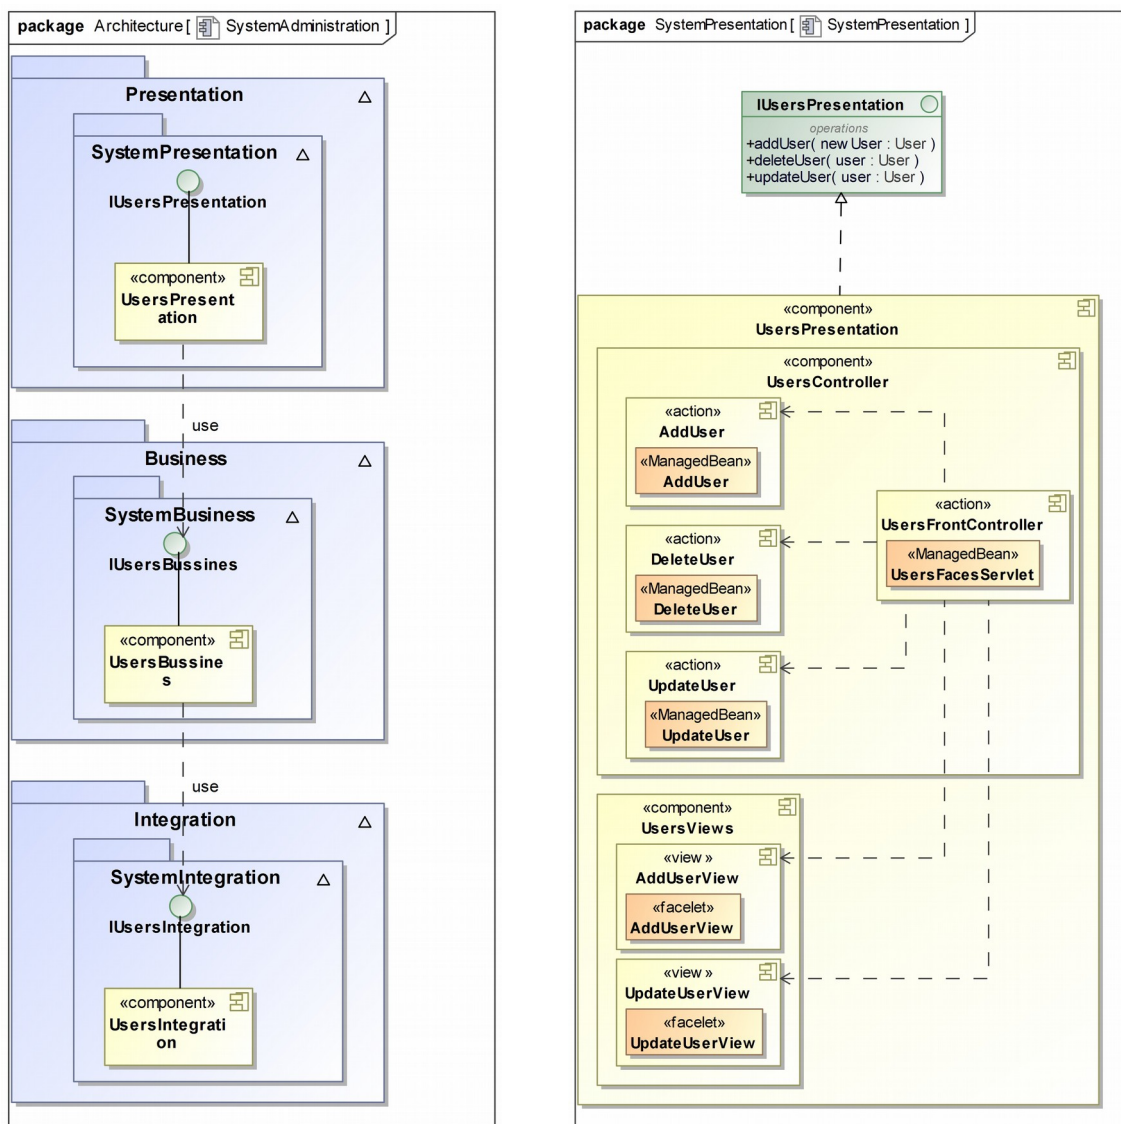 package Architecture [ SystemAdministration ]
Presentation
SystemPresentation
IUsersPresentation
«component»
UsersPresent
ation
use
Business
SystemBusiness
IUsersBussines
«component»
UsersBussine
s
use
Integration
SystemIntegration
IUsersIntegration
«component»
UsersIntegrati
on
package SystemPresentation [ SystemPresentation ]
IUsersPresentation
operations
+addUser( new User : User )
+deleteUser( user : User )
+updateUser( user : User )
«component»
UsersPresentation
«component»
UsersController
«action»
AddUser
«ManagedBean»
AddUser
«action»
UsersFrontController
«ManagedBean»
UsersFacesServlet
«action»
DeleteUser
«ManagedBean»
DeleteUser
«action»
UpdateUser
«ManagedBean»
UpdateUser
«component»
UsersViews
«view »
AddUserView
«facelet»
AddUserView
«view »
UpdateUserView
«facelet»
UpdateUserView